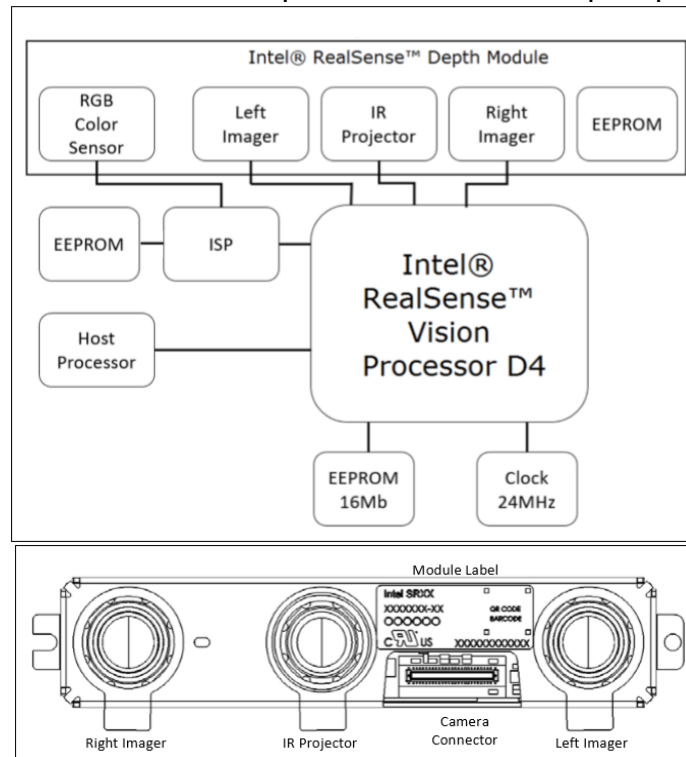 Intel® RealSense™ Depth Module
RGB
Color
Sensor
Left
Imager
IR
Projector
Right
Imager
EEPROM
EEPROM
ISP
Intel®
RealSense™
Vision
Processor D4
Host
Processor
EEPROM
16Mb
Clock
24MHz
Module Label
Intel SRXX
XXXXXXX-XX
QR CODE
BARCODE
C US
XXXXXXXXXXXXX
Right Imager
IR Projector
Camera
Connector
Left Imager